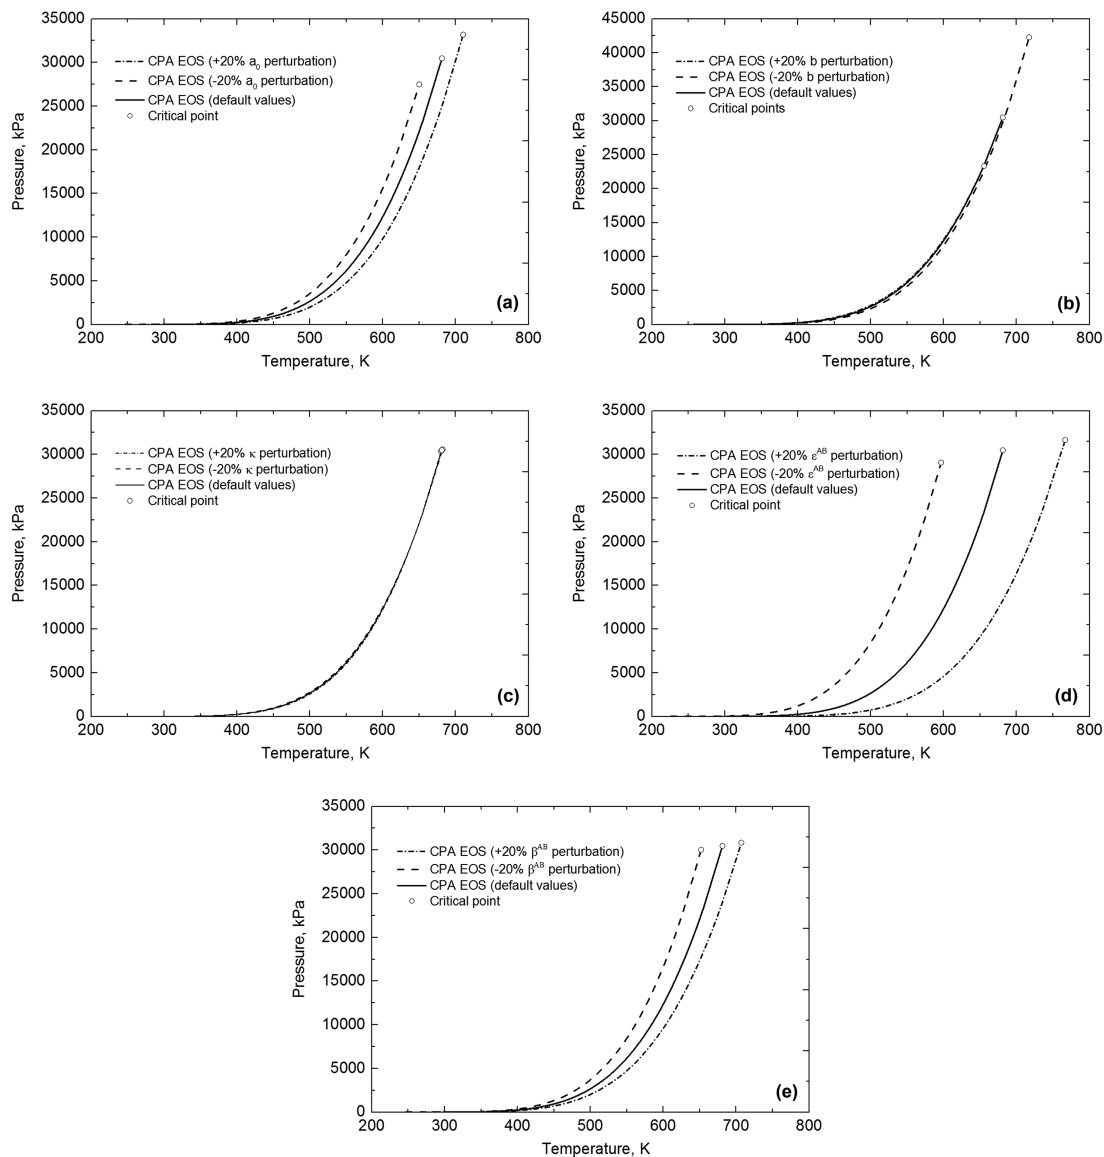 35000
30000
25000
20000
15000
10000
5000
0
Pressure, kPa
CPA EOS (+20% a0 perturbation)
CPA EOS (-20% a0 perturbation)
CPA EOS (default values)
Critical point
(a)
200 300 400 500 600 700 800
Temperature, K
45000
40000
35000
30000
25000
20000
15000
10000
5000
0
Pressure, kPa
CPA EOS (+20% b perturbation)
CPA EOS (-20% b perturbation)
CPA EOS (default values)
Critical points
(b)
200 300 400 500 600 700 800
Temperature, K
35000
30000
25000
20000
15000
10000
5000
0
Pressure, kPa
CPA EOS (+20% κ perturbation)
CPA EOS (-20% κ perturbation)
CPA EOS (default values)
Critical point
(c)
200 300 400 500 600 700 800
Temperature, K
35000
30000
25000
20000
15000
10000
5000
0
Pressure, kPa
CPA EOS (+20% εAB perturbation)
CPA EOS (-20% εAB perturbation)
CPA EOS (default values)
Critical point
(d)
200 300 400 500 600 700 800
Temperature, K
35000
30000
25000
20000
15000
10000
5000
0
Pressure, kPa
CPA EOS (+20% βAB perturbation)
CPA EOS (-20% βAB perturbation)
CPA EOS (default values)
Critical point
(e)
200 300 400 500 600 700 800
Temperature, K